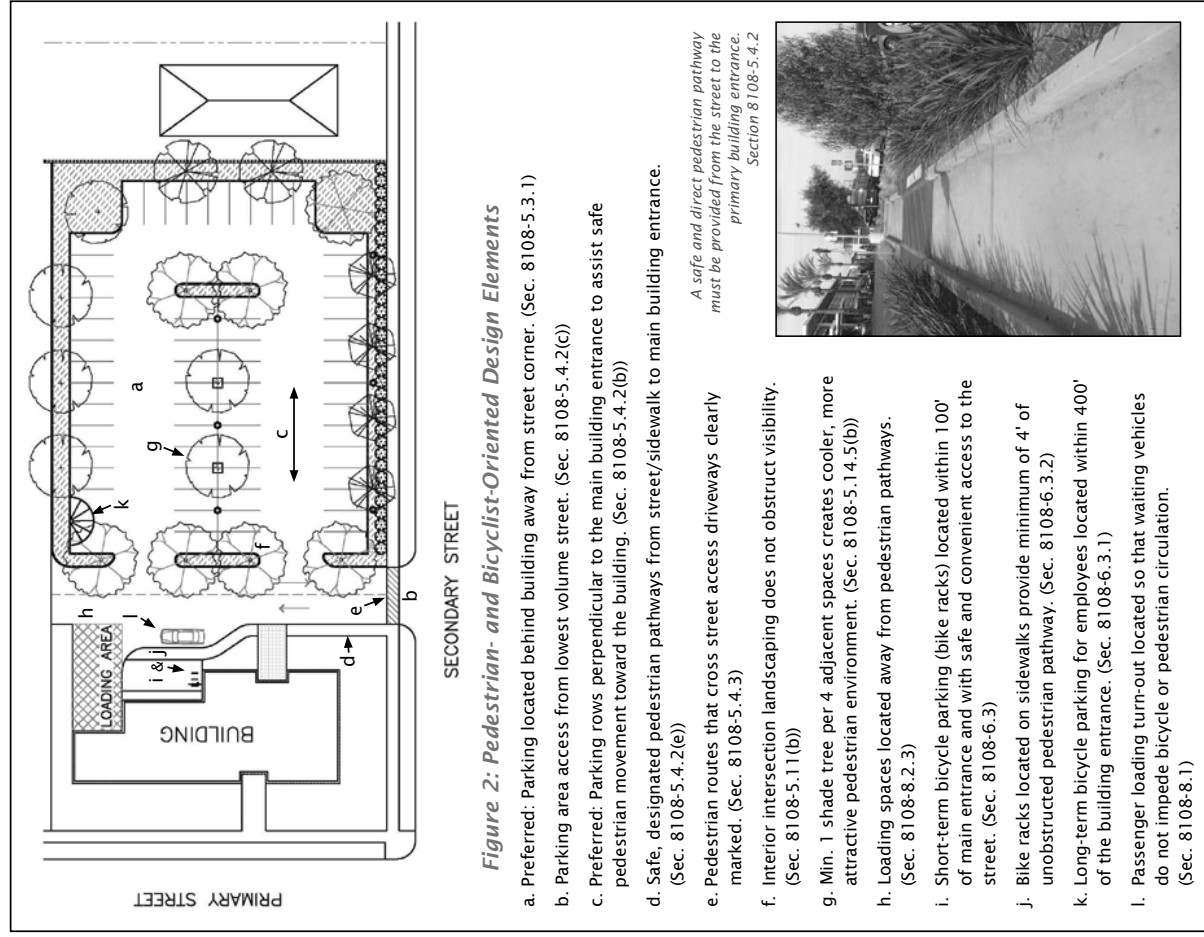 PRIMARY STREET
SECONDARY STREET
BUILDING
LOADING AREA
a
b
c
d
e
f
g
h
i & j
k
l
Figure 2: Pedestrian- and Bicyclist-Oriented Design Elements
a. Preferred: Parking located behind building away from street corner. (Sec. 8108-5.3.1)
b. Parking area access from lowest volume street. (Sec. 8108-5.4.2(c))
c. Preferred: Parking rows perpendicular to the main building entrance to assist safe
pedestrian movement toward the building. (Sec. 8108-5.4.2(b))
d. Safe, designated pedestrian pathways from street/sidewalk to main building entrance.
(Sec. 8108-5.4.2(e))
e. Pedestrian routes that cross street access driveways clearly
marked. (Sec. 8108-5.4.3)
f. Interior intersection landscaping does not obstruct visibility.
(Sec. 8108-5.11(b))
g. Min. 1 shade tree per 4 adjacent spaces creates cooler, more
attractive pedestrian environment. (Sec. 8108-5.14.5(b))
h. Loading spaces located away from pedestrian pathways.
(Sec. 8108-8.2.3)
i. Short-term bicycle parking (bike racks) located within 100'
of main entrance and with safe and convenient access to the
street. (Sec. 8108-6.3)
j. Bike racks located on sidewalks provide minimum of 4' of
unobstructed pedestrian pathway. (Sec. 8108-6.3.2)
k. Long-term bicycle parking for employees located within 400'
of the building entrance. (Sec. 8108-6.3.1)
l. Passenger loading turn-out located so that waiting vehicles
do not impede bicycle or pedestrian circulation.
(Sec. 8108-8.1)
A safe and direct pedestrian pathway
must be provided from the street to the
primary building entrance.
Section 8108-5.4.2